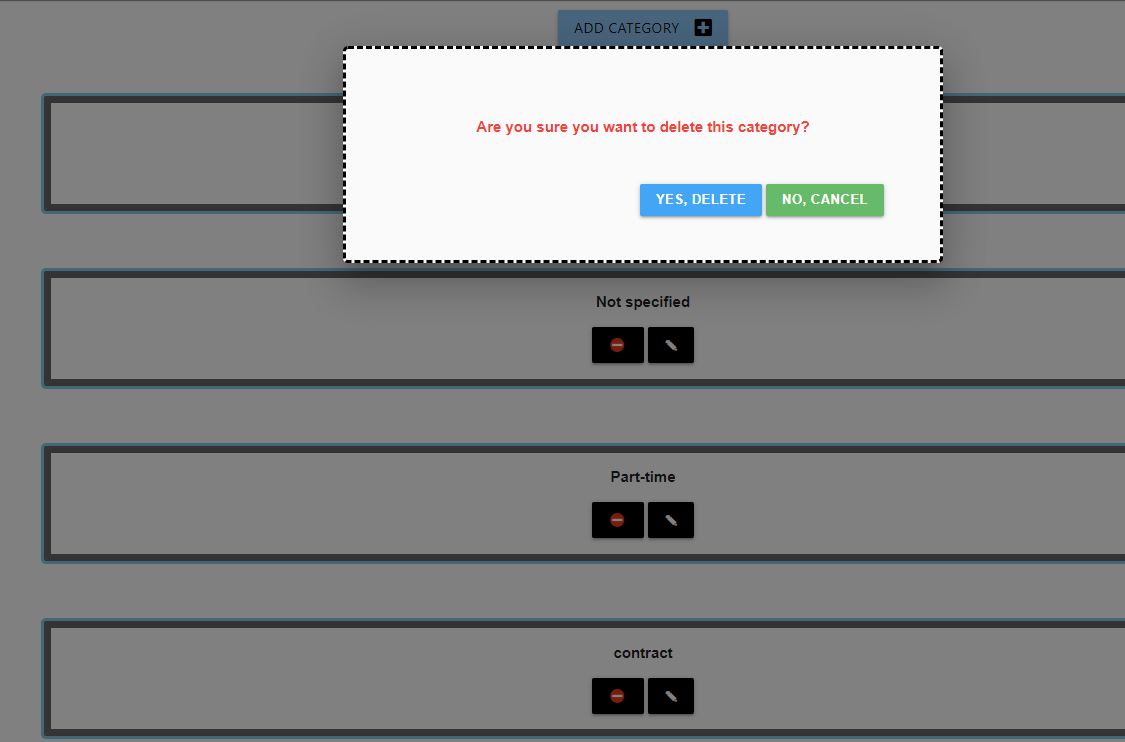 ADD CATEGORY
Are you sure you want to delete this category?
YES, DELETE
NO, CANCEL
Not specified
Part-time
contract